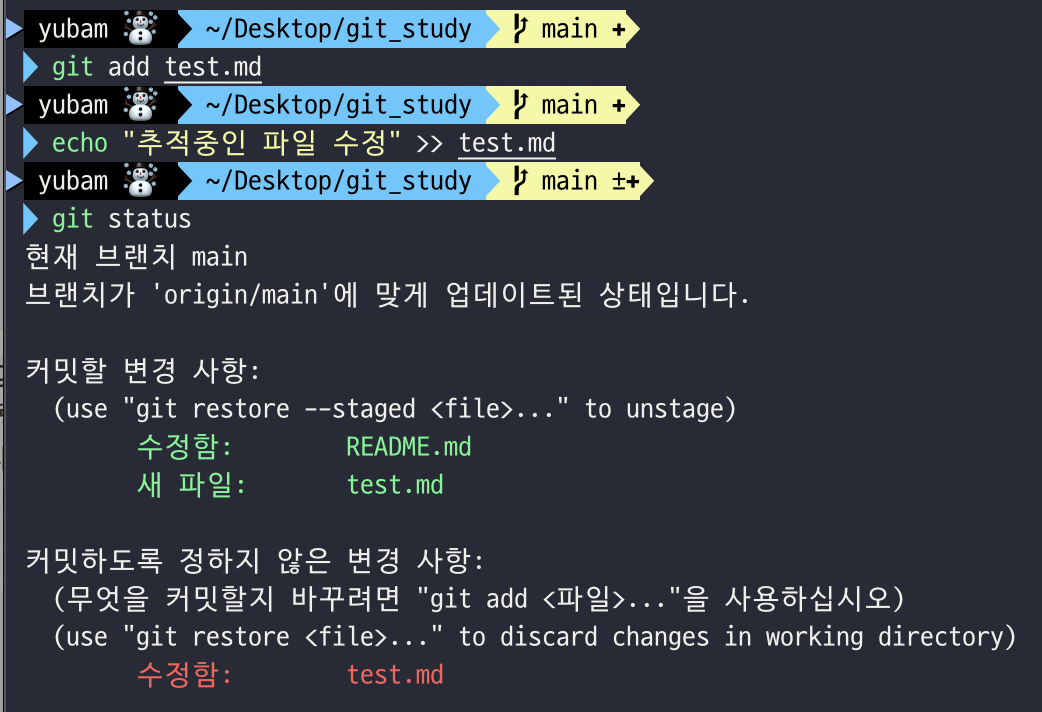 yubam ☃️ ~/Desktop/git_study main +
git add test.md
yubam ☃️ ~/Desktop/git_study main +
echo "추적중인 파일 수정" >> test.md
yubam ☃️ ~/Desktop/git_study main ±+
git status
현재 브랜치 main
브랜치가 'origin/main'에 맞게 업데이트된 상태입니다.
커밋할 변경 사항:
(use "git restore --staged <file>..." to unstage)
수정함: README.md
새 파일: test.md
커밋하도록 정하지 않은 변경 사항:
(무엇을 커밋할지 바꾸려면 "git add <파일>..."을 사용하십시오)
(use "git restore <file>..." to discard changes in working directory)
수정함: test.md